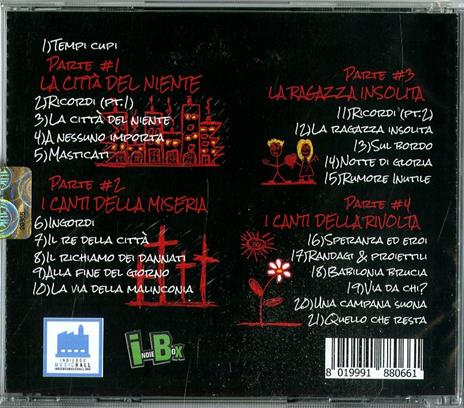 1)Tempi cupi
Parte #1
La città del niente
2)Ricordi (pt.1)
3)La città del niente
4)A nessuno importa
5)Masticati
Parte #2
I canti della miseria
6)Ingordi
7)Il re della città
8)Il richiamo dei dannati
9)Alla fine del giorno
10)La via della malinconia
Parte #3
La ragazza insolita
11)Ricordi (pt.2)
12)La ragazza insolita
13)Sul bordo
14)Notte di gloria
15)Rumore inutile
Parte #4
I canti della rivolta
16)Speranza ed eroi
17)Randagi & proiettili
18)Babilonia brucia
19)Via da chi?
20)Una campana suona
21)Quello che resta
INDIEBOX
MUSIC HALL
IndieBox
8 019991 880661